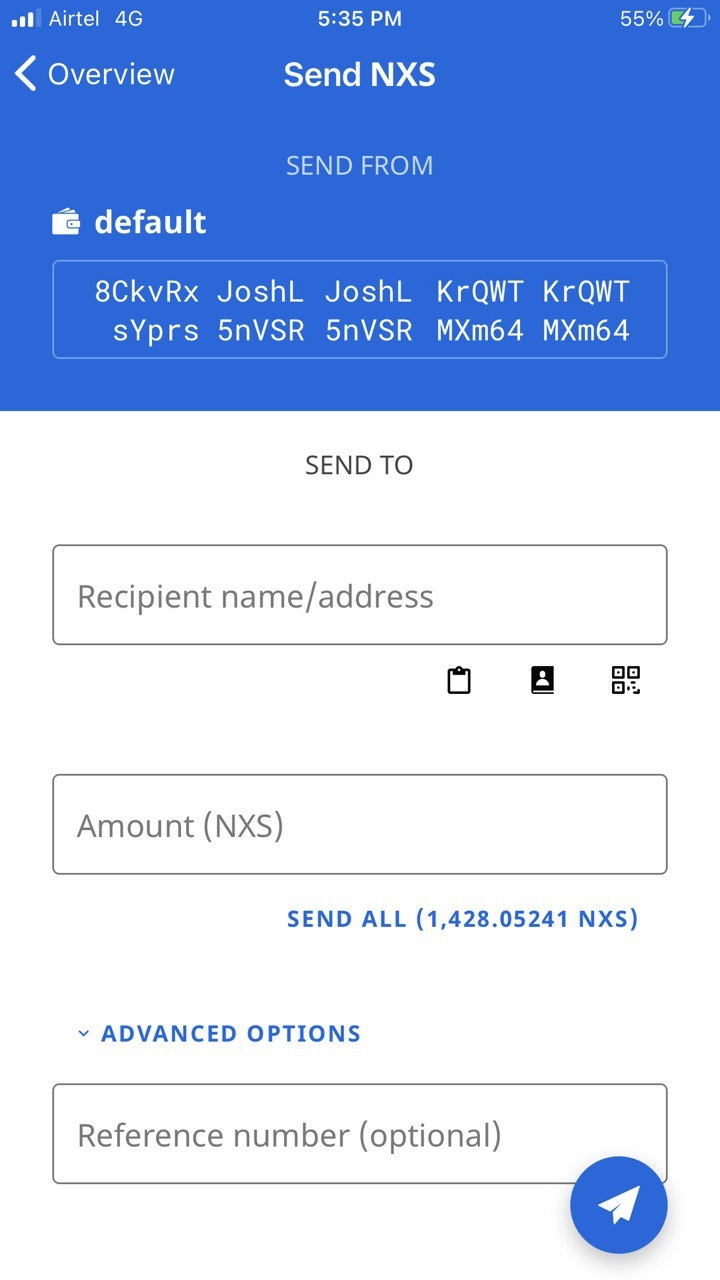 Airtel 4G 5:35 PM 55%
Overview Send NXS
SEND FROM
default
8CkvRx JoshL JoshL KrQWT KrQWT
sYprs 5nVSR 5nVSR MXm64 MXm64
SEND TO
Recipient name/address
Amount (NXS)
SEND ALL (1,428.05241 NXS)
ADVANCED OPTIONS
Reference number (optional)